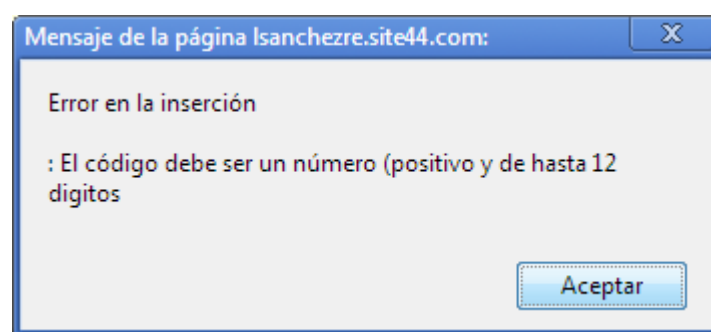 Mensaje de la página lsanchezre.site44.com:
Error en la inserción
: El código debe ser un número (positivo y de hasta 12
digitos
Aceptar